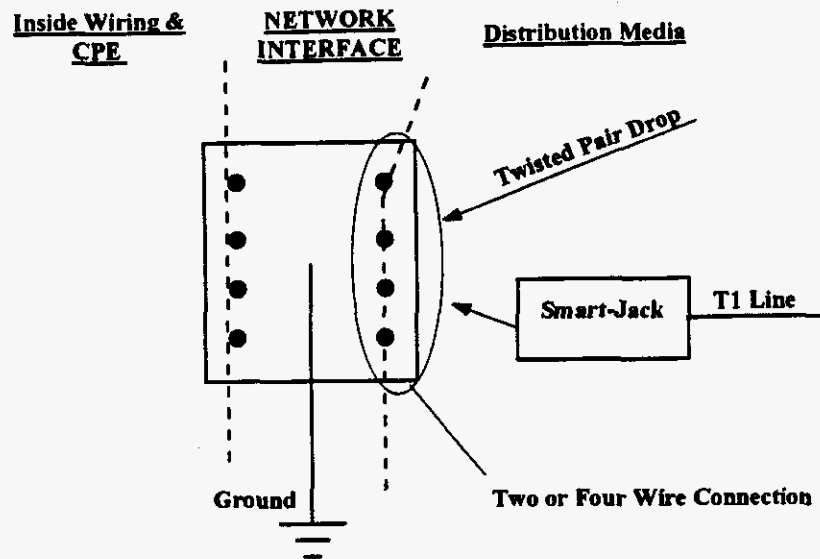 Inside Wiring &
CPE
NETWORK
INTERFACE
Distribution Media
Twisted Pair Drop
Smart-Jack
T1 Line
Ground
Two or Four Wire Connection